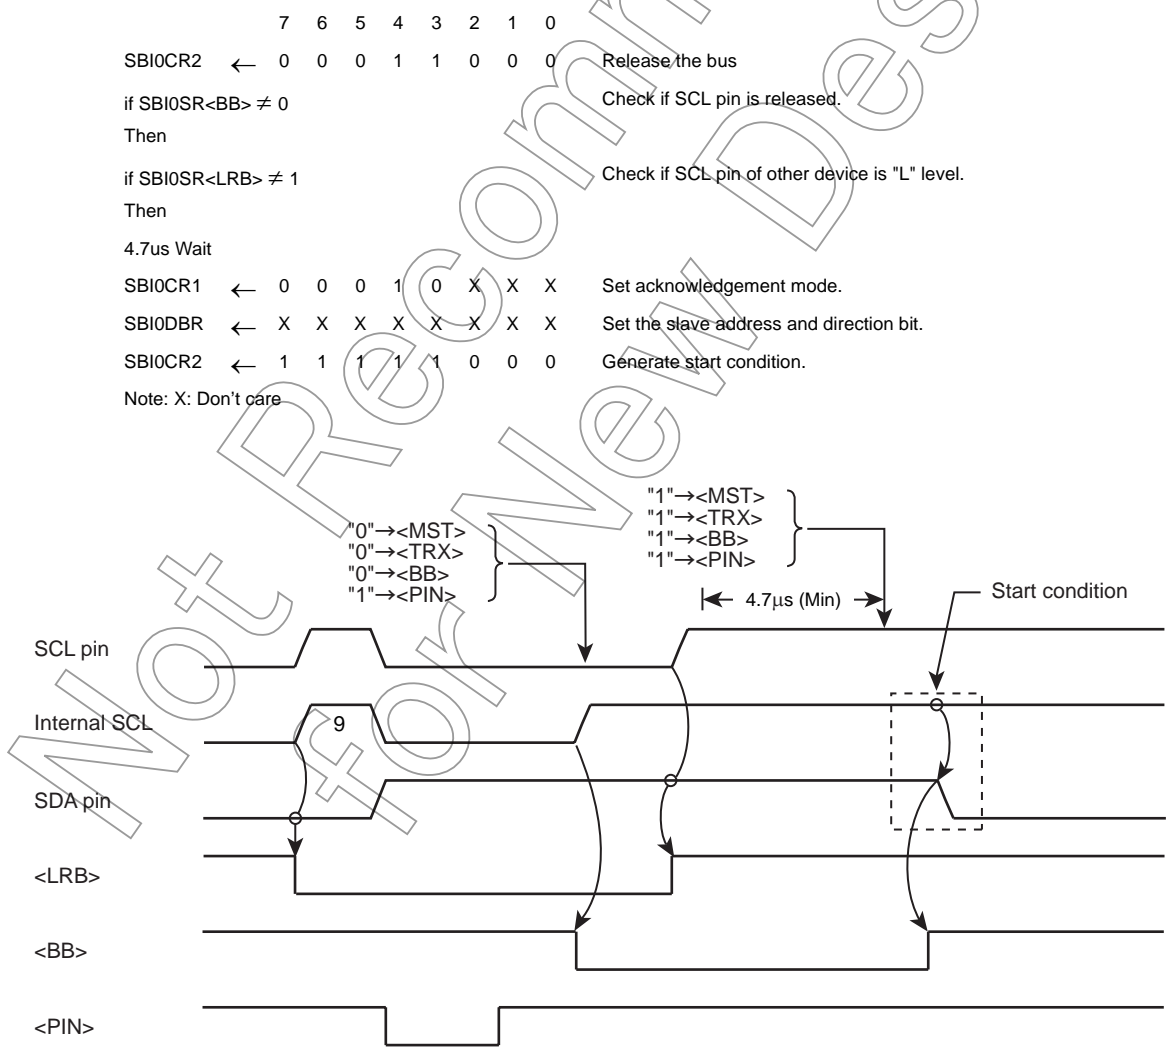 7 6 5 4 3 2 1 0
SBI0CR2 ← 0 0 0 1 1 0 0 0 Release the bus
if SBI0SR<BB> ≠ 0 Check if SCL pin is released.
Then
if SBI0SR<LRB> ≠ 1 Check if SCL pin of other device is "L" level.
Then
4.7us Wait
SBI0CR1 ← 0 0 0 1 0 X X X Set acknowledgement mode.
SBI0DBR ← X X X X X X X X Set the slave address and direction bit.
SBI0CR2 ← 1 1 1 1 1 0 0 0 Generate start condition.
Note: X: Don't care
"0"→<MST>
"0"→<TRX>
"0"→<BB>
"1"→<PIN>
"1"→<MST>
"1"→<TRX>
"1"→<BB>
"1"→<PIN>
4.7μs (Min)
Start condition
SCL pin
Internal SCL
9
SDA pin
<LRB>
<BB>
<PIN>
Not Recomm
for New Des